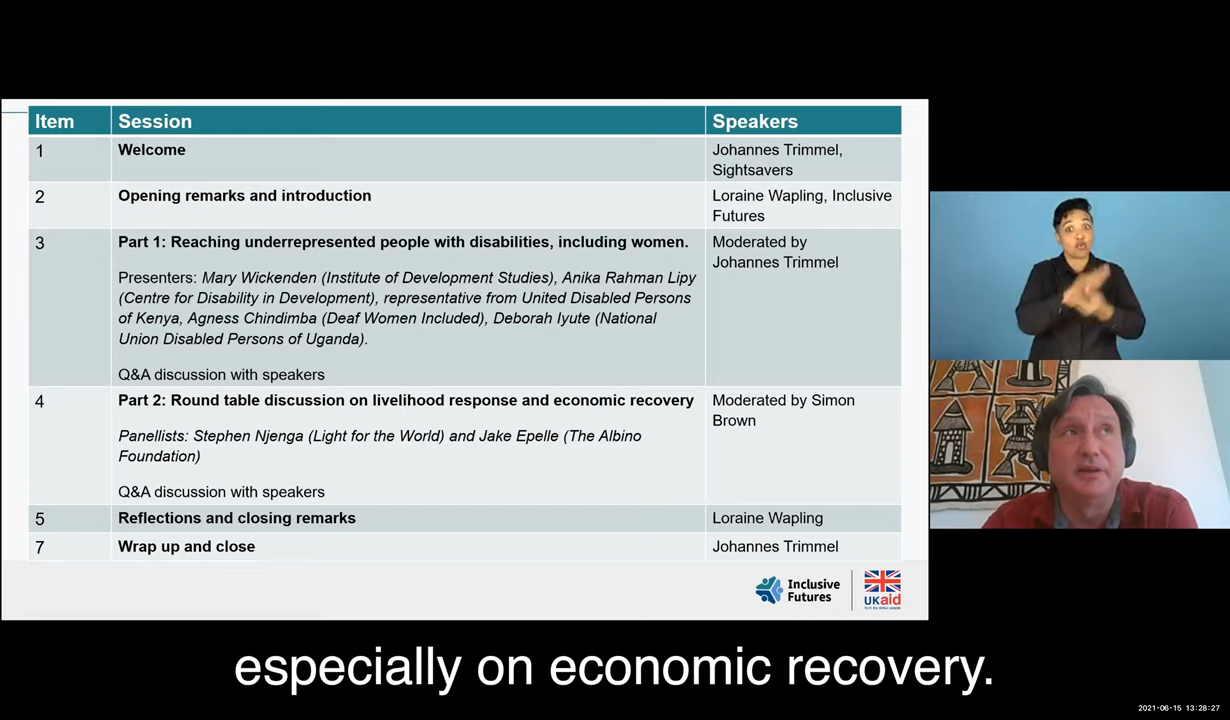 Item Session Speakers
1 Welcome Johannes Trimmel,
Sightsavers
2 Opening remarks and introduction Loraine Wapling, Inclusive
Futures
3 Part 1: Reaching underrepresented people with disabilities, including women. Moderated by
Johannes Trimmel
Presenters: Mary Wickenden (Institute of Development Studies), Anika Rahman Lipy
(Centre for Disability in Development), representative from United Disabled Persons
of Kenya, Agness Chindimba (Deaf Women Included), Deborah Iyute (National
Union Disabled Persons of Uganda).
Q&A discussion with speakers
4 Part 2: Round table discussion on livelihood response and economic recovery Moderated by Simon
Brown
Panellists: Stephen Njenga (Light for the World) and Jake Epelle (The Albino
Foundation)
Q&A discussion with speakers
5 Reflections and closing remarks Loraine Wapling
7 Wrap up and close Johannes Trimmel
Inclusive
Futures
UKaid
from the British people
especially on economic recovery.
2021-06-15 13:28:27